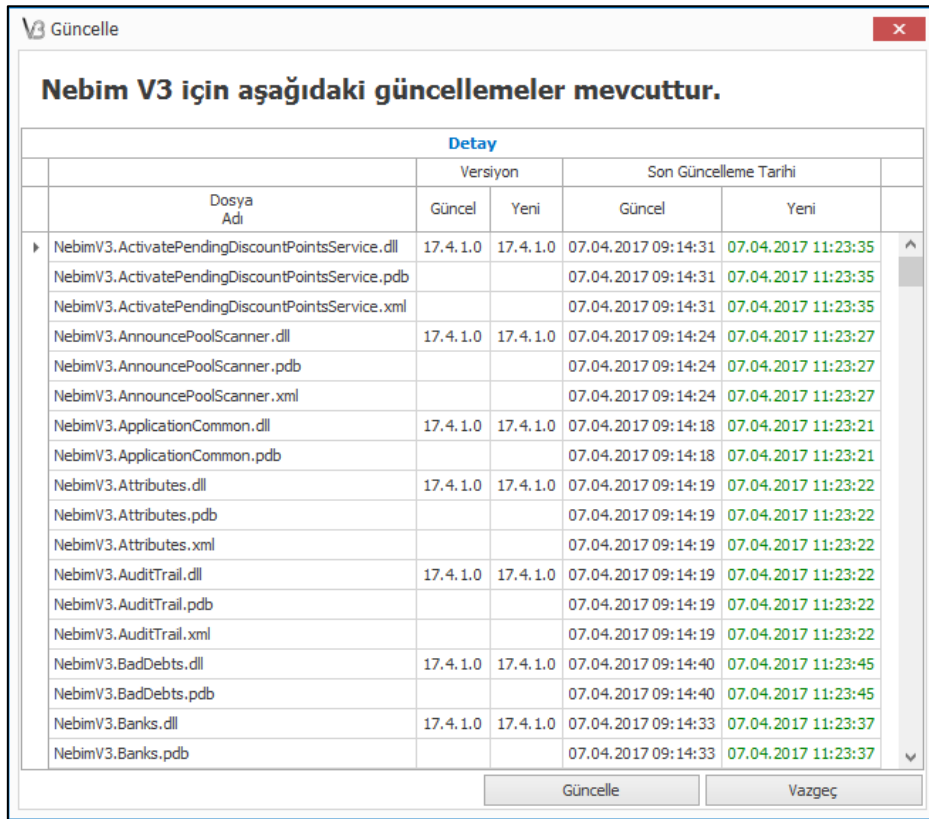 V3 Güncelle
Nebim V3 için aşağıdaki güncellemeler mevcuttur.
Detay
Versiyon Son Güncelleme Tarihi
Dosya
Adı Güncel Yeni Güncel Yeni
NebimV3.ActivatePendingDiscountPointsService.dll 17.4.1.0 17.4.1.0 07.04.2017 09:14:31 07.04.2017 11:23:35
NebimV3.ActivatePendingDiscountPointsService.pdb 07.04.2017 09:14:31 07.04.2017 11:23:35
NebimV3.ActivatePendingDiscountPointsService.xml 07.04.2017 09:14:31 07.04.2017 11:23:35
NebimV3.AnnouncePoolScanner.dll 17.4.1.0 17.4.1.0 07.04.2017 09:14:24 07.04.2017 11:23:27
NebimV3.AnnouncePoolScanner.pdb 07.04.2017 09:14:24 07.04.2017 11:23:27
NebimV3.AnnouncePoolScanner.xml 07.04.2017 09:14:24 07.04.2017 11:23:27
NebimV3.ApplicationCommon.dll 17.4.1.0 17.4.1.0 07.04.2017 09:14:18 07.04.2017 11:23:21
NebimV3.ApplicationCommon.pdb 07.04.2017 09:14:18 07.04.2017 11:23:21
NebimV3.Attributes.dll 17.4.1.0 17.4.1.0 07.04.2017 09:14:19 07.04.2017 11:23:22
NebimV3.Attributes.pdb 07.04.2017 09:14:19 07.04.2017 11:23:22
NebimV3.Attributes.xml 07.04.2017 09:14:19 07.04.2017 11:23:22
NebimV3.AuditTrail.dll 17.4.1.0 17.4.1.0 07.04.2017 09:14:19 07.04.2017 11:23:22
NebimV3.AuditTrail.pdb 07.04.2017 09:14:19 07.04.2017 11:23:22
NebimV3.AuditTrail.xml 07.04.2017 09:14:19 07.04.2017 11:23:22
NebimV3.BadDebts.dll 17.4.1.0 17.4.1.0 07.04.2017 09:14:40 07.04.2017 11:23:45
NebimV3.BadDebts.pdb 07.04.2017 09:14:40 07.04.2017 11:23:45
NebimV3.Banks.dll 17.4.1.0 17.4.1.0 07.04.2017 09:14:33 07.04.2017 11:23:37
NebimV3.Banks.pdb 07.04.2017 09:14:33 07.04.2017 11:23:37
Güncelle Vazgeç